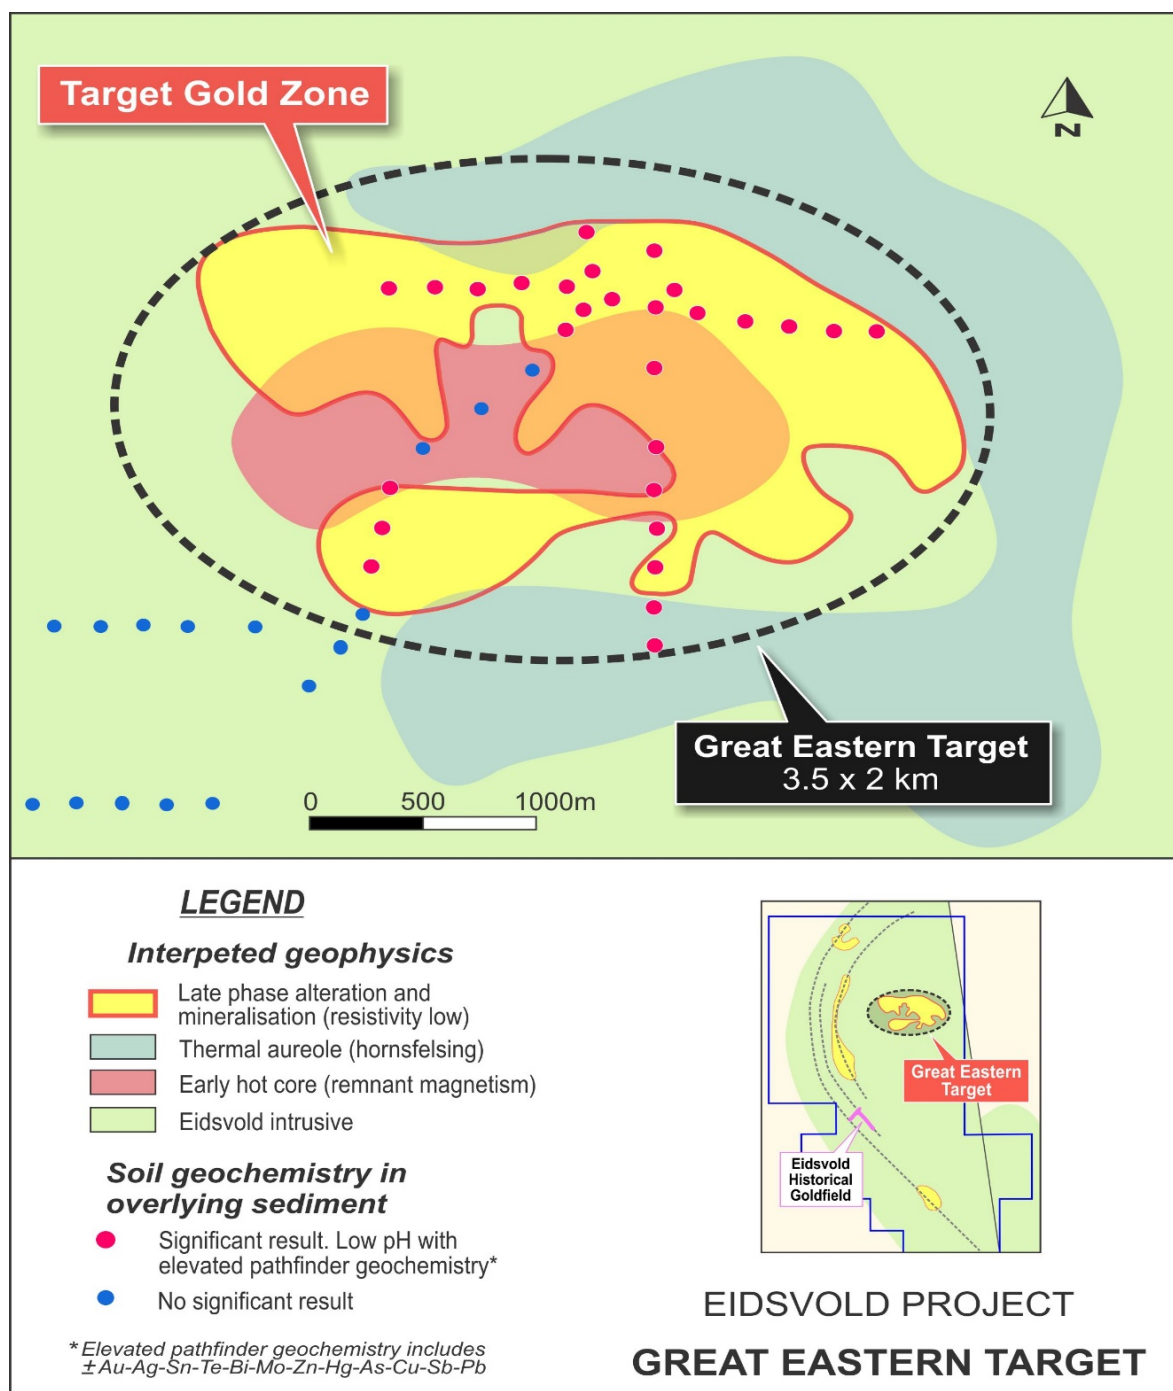 Target Gold Zone
N
Great Eastern Target
3.5 x 2 km
0 500 1000m
LEGEND
Interpeted geophysics
Late phase alteration and
mineralisation (resistivity low)
Thermal aureole (hornsfelsing)
Early hot core (remnant magnetism)
Eidsvold intrusive
Soil geochemistry in
overlying sediment
Significant result. Low pH with
elevated pathfinder geochemistry*
No significant result
* Elevated pathfinder geochemistry includes
±Au-Ag-Sn-Te-Bi-Mo-Zn-Hg-As-Cu-Sb-Pb
Great Eastern
Target
Eidsvold
Historical
Goldfield
EIDSVOLD PROJECT
GREAT EASTERN TARGET